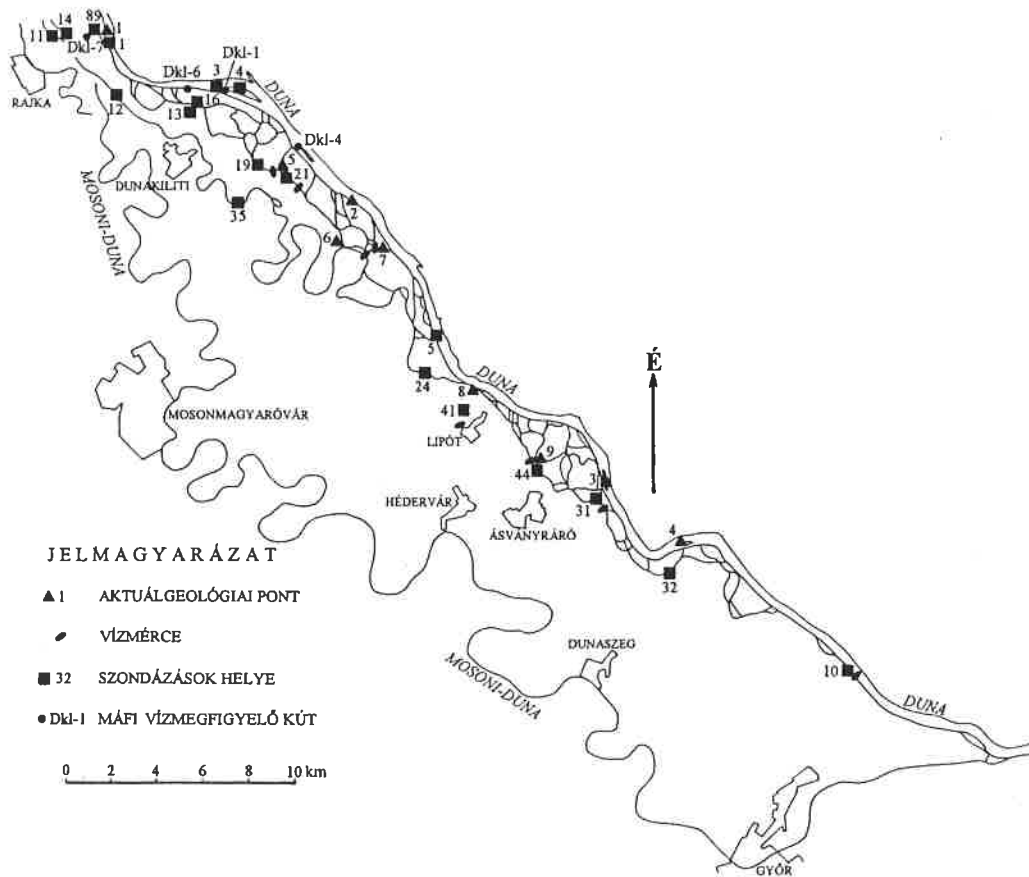 14
89
1
11
Dkl-7
1
RAJKA
Dkl-6
3
Dkl-1
4
DUNA
12
13
16
Dkl-4
DUNAKILITI
19
5
21
35
MOSONI-DUNA
2
6
7
5
24
DUNA
8
41
LIPÓT
É
MOSONMAGYARÓVÁR
9
44
3
31
HÉDERVÁR
ÁSVÁNYRÁRÓ
4
32
JELMAGYARÁZAT
1 AKTUÁLGEOLÓGIAI PONT
VÍZMÉRCE
32 SZONDÁZÁSOK HELYE
Dkl-1 MÁFI VÍZMEGFIGYELŐ KÚT
0 2 4 6 8 10 km
DUNASZEG
MOSONI-DUNA
10
DUNA
GYŐR